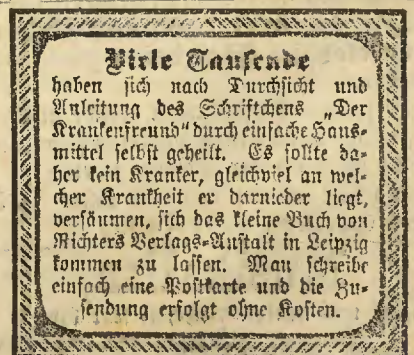 Viele Tausende
haben sich nach Durchsicht und
Anleitung des Schriftchens „Der
Krankenfreund“ durch einfache Haus-
mittel selbst geheilt. Es sollte da-
her kein Kranker, gleichviel an wel-
cher Krankheit er darnieder liegt,
versäumen, sich das kleine Buch von
Richters Verlags-Anstalt in Leipzig
kommen zu lassen. Man schreibe
einfach eine Postkarte und die Zu-
sendung erfolgt ohne Kosten.